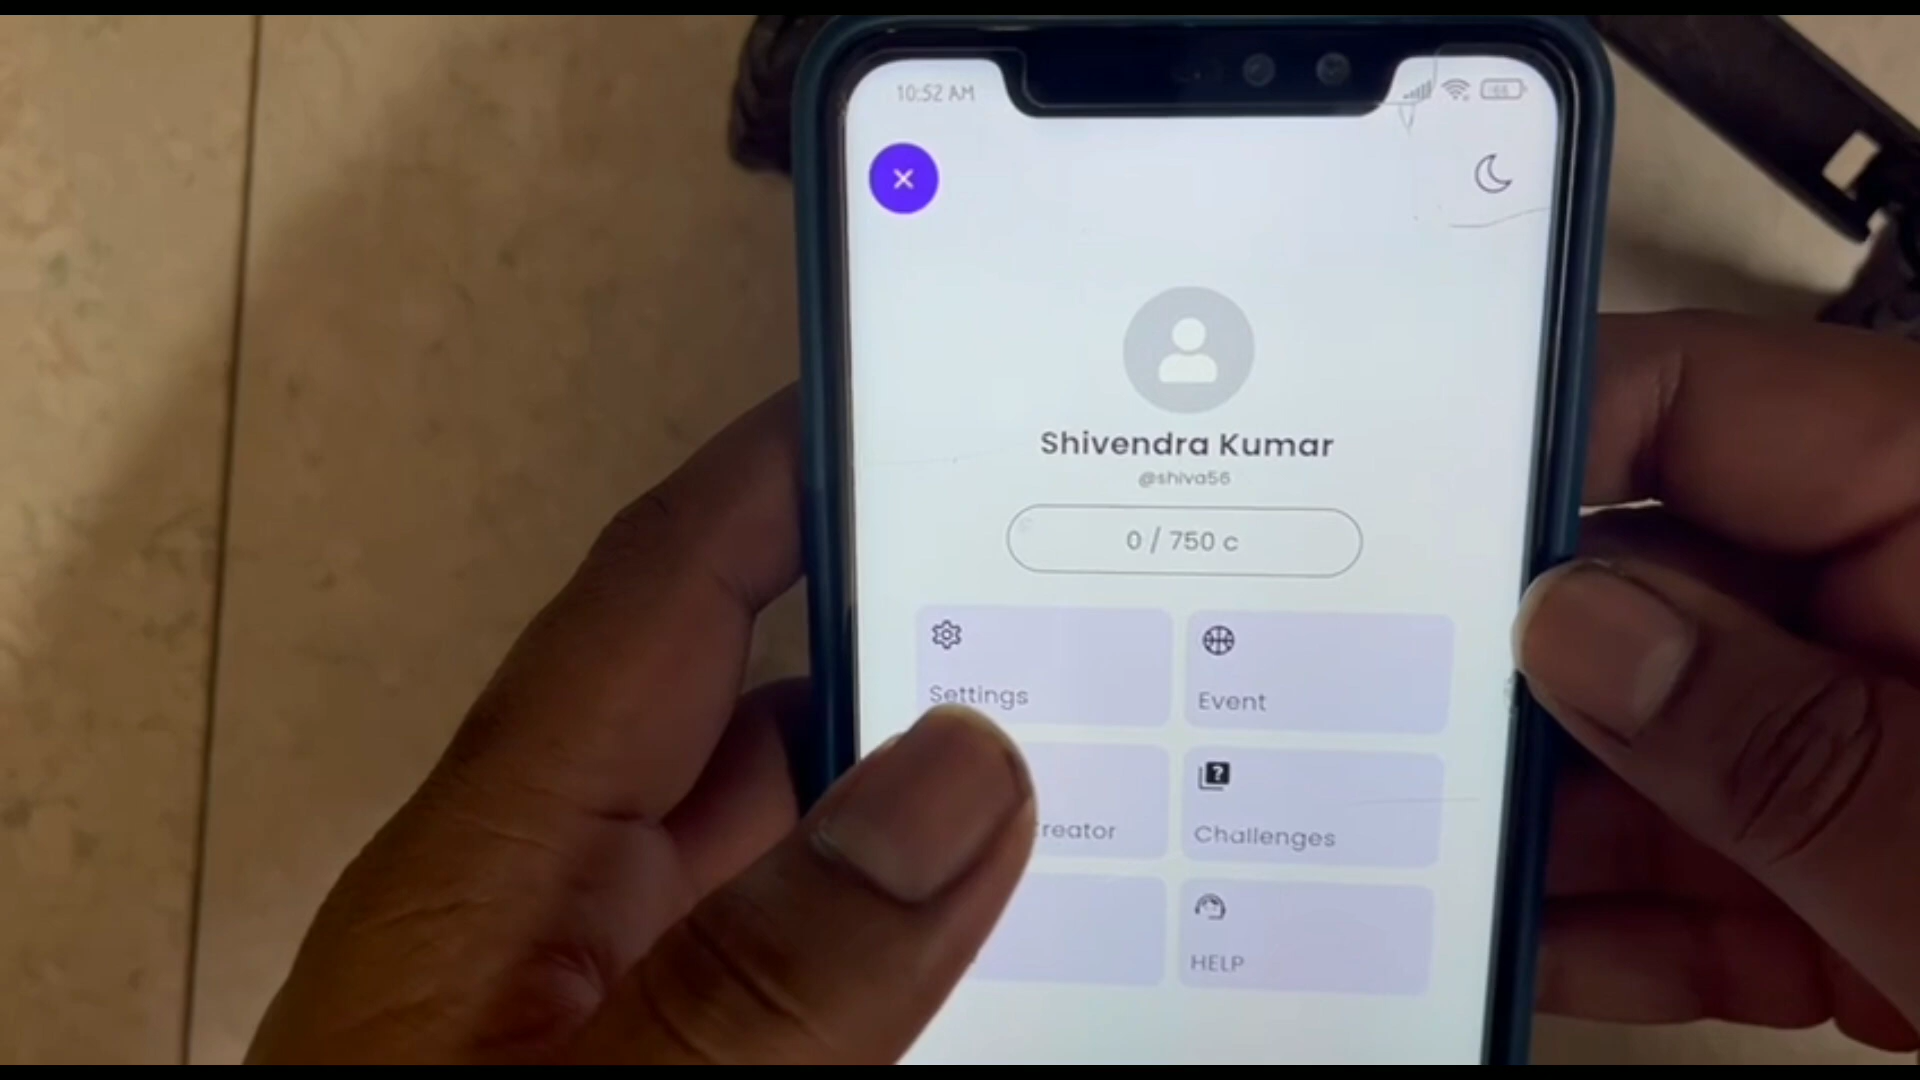 10:52 AM
Shivendra Kumar
@shiva56
0 / 750 c
Settings
Event
reator
Challenges
HELP